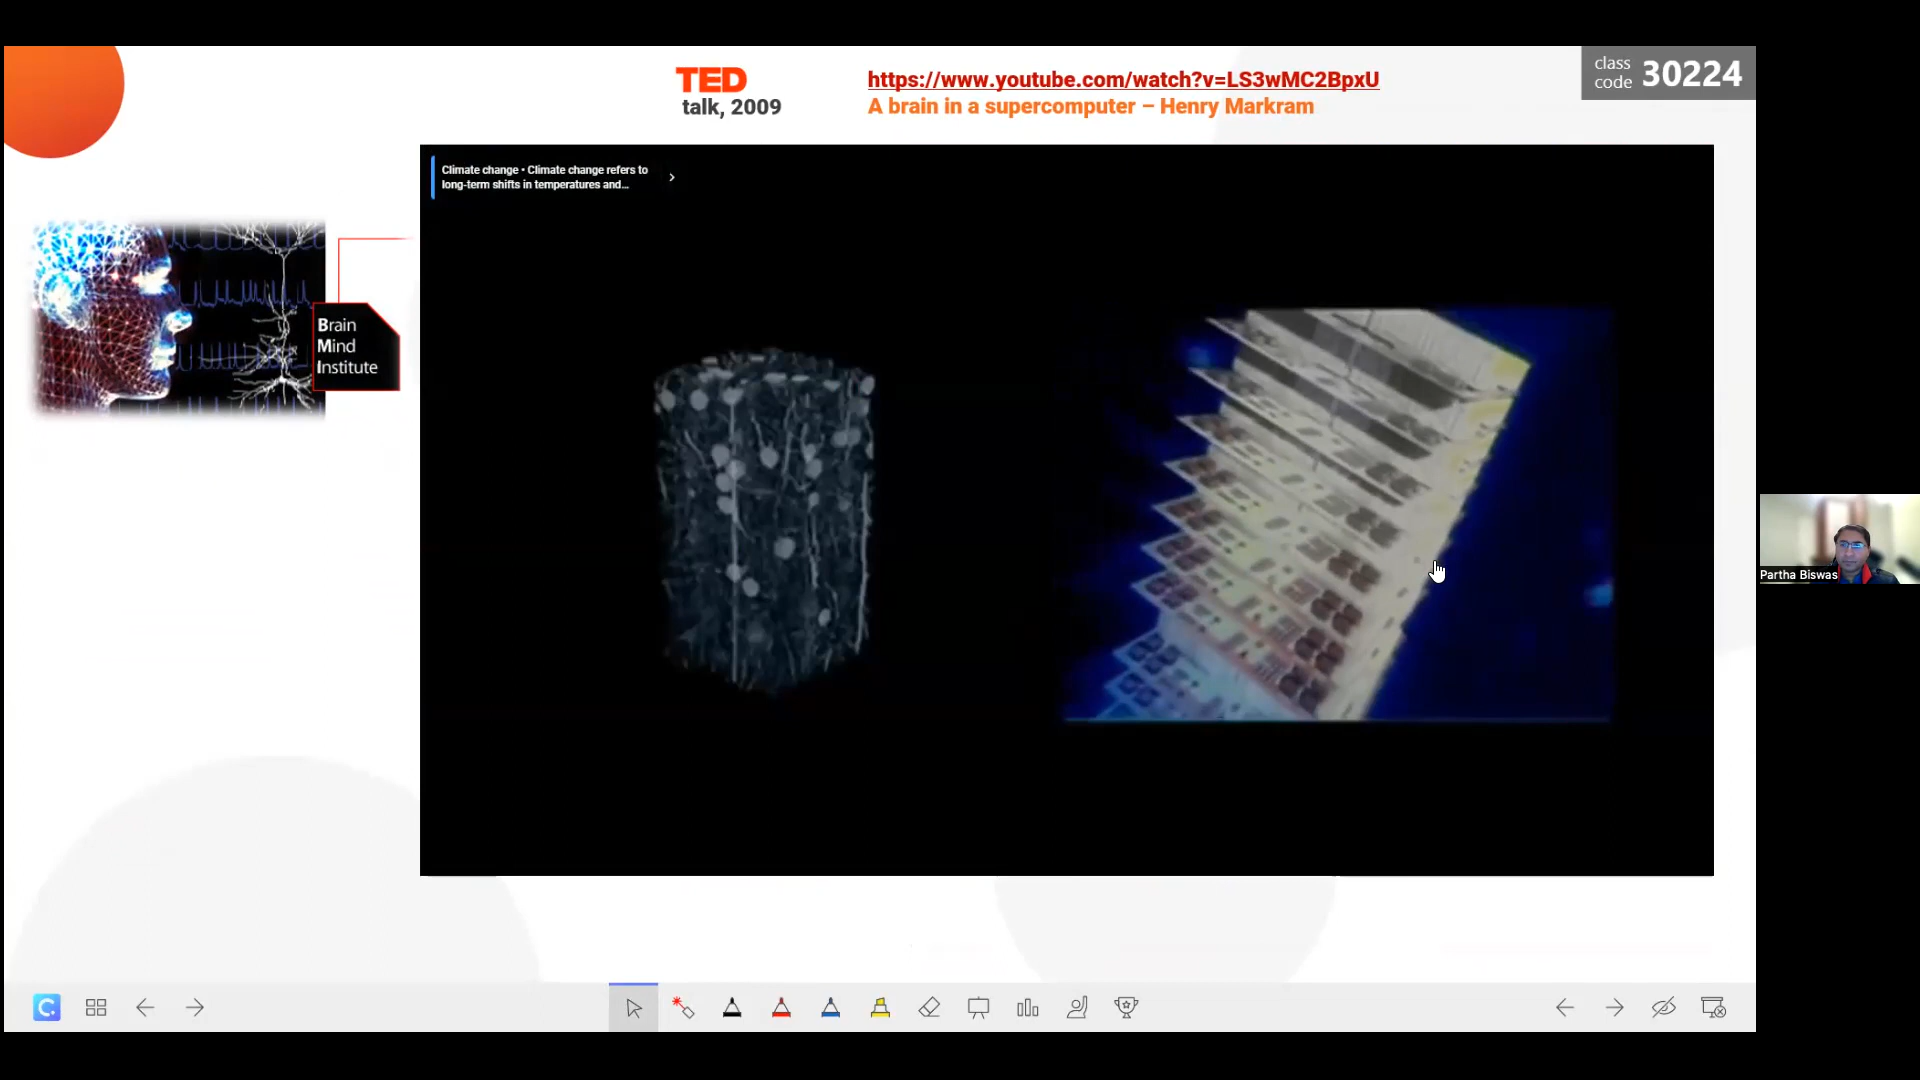 TED
talk, 2009
https://www.youtube.com/watch?v=LS3wMC2BpxU
A brain in a supercomputer – Henry Markram
class
code 30224
Climate change • Climate change refers to
long-term shifts in temperatures and...
Brain
Mind
Institute
Partha Biswas